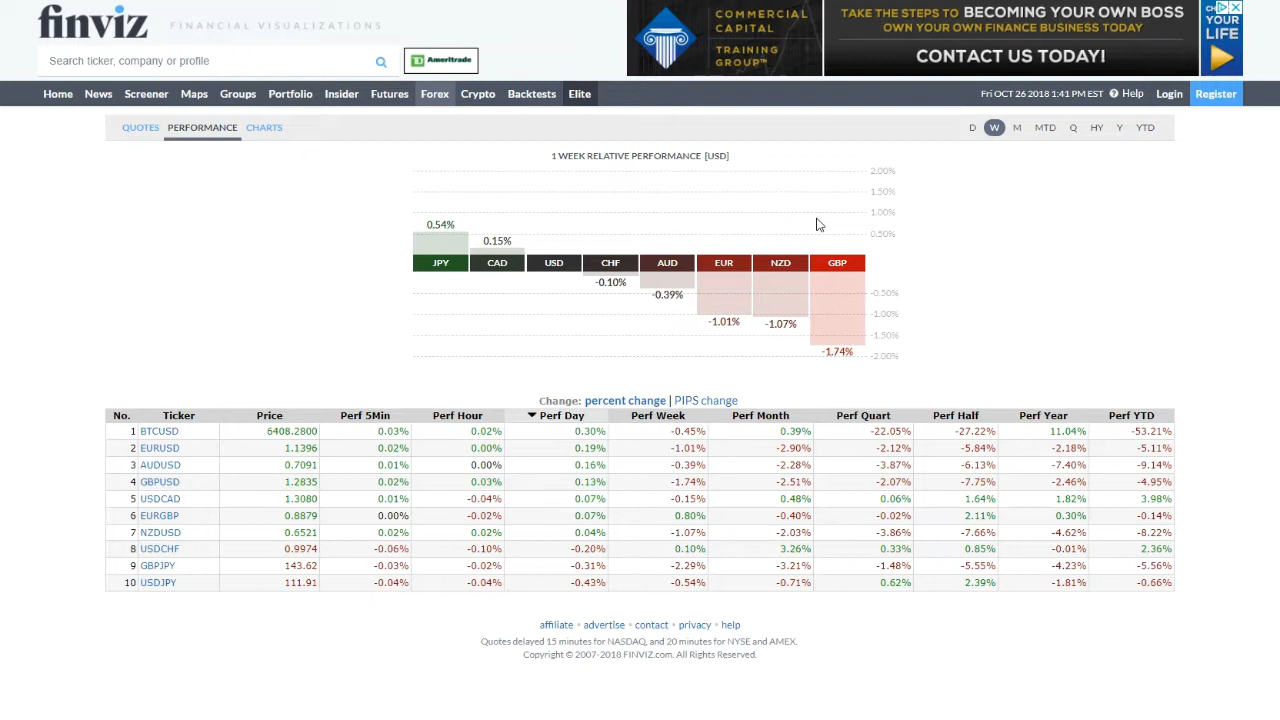 finviz FINANCIAL VISUALIZATIONS
COMMERCIAL
CAPITAL
TRAINING
GROUP™
TAKE THE STEPS TO BECOMING YOUR OWN BOSS
OWN YOUR OWN FINANCE BUSINESS TODAY
CONTACT US TODAY!
YOUR
LIFE
Search ticker, company or profile
Ameritrade
Home News Screener Maps Groups Portfolio Insider Futures Forex Crypto Backtests Elite Fri OCT 26 2018 1:41 PM EST Help Login Register
QUOTES PERFORMANCE CHARTS D W M MTD Q HY Y YTD
1 WEEK RELATIVE PERFORMANCE [USD]
2.00%
1.50%
1.00%
0.54% 0.50%
0.15%
JPY CAD USD CHF AUD EUR NZD GBP
-0.10%
-0.39% -0.50%
-1.00%
-1.01% -1.07%
-1.50%
-1.74% -2.00%
Change: percent change | PIPS change
No. Ticker Price Perf 5Min Perf Hour Perf Day Perf Week Perf Month Perf Quart Perf Half Perf Year Perf YTD
1 BTCUSD 6408.2800 0.03% 0.02% 0.30% -0.45% 0.39% -22.05% -27.22% 11.04% -53.21%
2 EURUSD 1.1396 0.02% 0.00% 0.19% -1.01% -2.90% -2.12% -5.84% -2.18% -5.11%
3 AUDUSD 0.7091 0.01% 0.00% 0.16% -0.39% -2.28% -3.87% -6.13% -7.40% -9.14%
4 GBPUSD 1.2835 0.02% 0.03% 0.13% -1.74% -2.51% -2.07% -7.75% -2.46% -4.95%
5 USDCAD 1.3080 0.01% -0.04% 0.07% -0.15% 0.48% 0.06% 1.64% 1.82% 3.98%
6 EURGBP 0.8879 0.00% -0.02% 0.07% 0.80% -0.40% -0.02% 2.11% 0.30% -0.14%
7 NZDUSD 0.6521 0.02% 0.02% 0.04% -1.07% -2.03% -3.86% -7.66% -4.62% -8.22%
8 USDCHF 0.9974 -0.06% -0.10% -0.20% 0.10% 3.26% 0.33% 0.85% -0.01% 2.36%
9 GBPJPY 143.62 -0.03% -0.02% -0.31% -2.29% -3.21% -1.48% -5.55% -4.23% -5.56%
10 USDJPY 111.91 -0.04% -0.04% -0.43% -0.54% -0.71% 0.62% 2.39% -1.81% -0.66%
affiliate • advertise • contact • privacy • help
Quotes delayed 15 minutes for NASDAQ, and 20 minutes for NYSE and AMEX.
Copyright © 2007-2018 FINVIZ.com. All Rights Reserved.